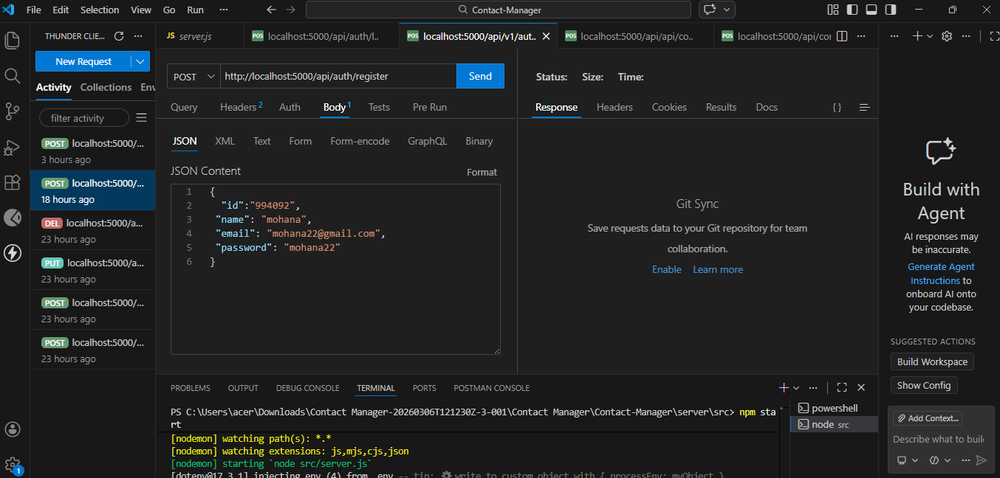 File Edit Selection View Go Run ··· Contact-Manager
THUNDER CLIE... ···
New Request
Activity Collections Env
filter activity
POST localhost:5000/...
3 hours ago
POST localhost:5000/...
18 hours ago
DEL localhost:5000/a...
23 hours ago
PUT localhost:5000/a...
23 hours ago
POST localhost:5000/...
23 hours ago
POST localhost:5000/...
23 hours ago
1
JS server.js
POS localhost:5000/api/auth/l..
POS localhost:5000/api/v1/aut..
POS localhost:5000/api/api/co..
POS localhost:5000/api/cor
POST http://localhost:5000/api/auth/register Send
Query Headers 2 Auth Body 1 Tests Pre Run
JSON XML Text Form Form-encode GraphQL Binary
JSON Content Format
1 {
2 "id":"994092",
3 "name": "mohana",
4 "email": "mohana22@gmail.com",
5 "password": "mohana22"
6 }
Status: Size: Time:
Response Headers Cookies Results Docs { }
Git Sync
Save requests data to your Git repository for team
collaboration.
Enable Learn more
PROBLEMS OUTPUT DEBUG CONSOLE TERMINAL PORTS POSTMAN CONSOLE
PS C:\Users\acer\Downloads\Contact Manager-20260306T121230Z-3-001\Contact Manager\Contact-Manager\server\src> npm sta
rt
[nodemon] watching path(s): *.*
[nodemon] watching extensions: js,mjs,cjs,json
[nodemon] starting `node src/server.js`
[dotenv@17.3.1] injecting env (4) from .env -- tip: ⚙ write to custom object with { processEnv: myObject }
powershell
node src
Build with
Agent
AI responses may
be inaccurate.
Generate Agent
Instructions to
onboard AI onto
your codebase.
SUGGESTED ACTIONS
Build Workspace
Show Config
Add Context...
Describe what to build